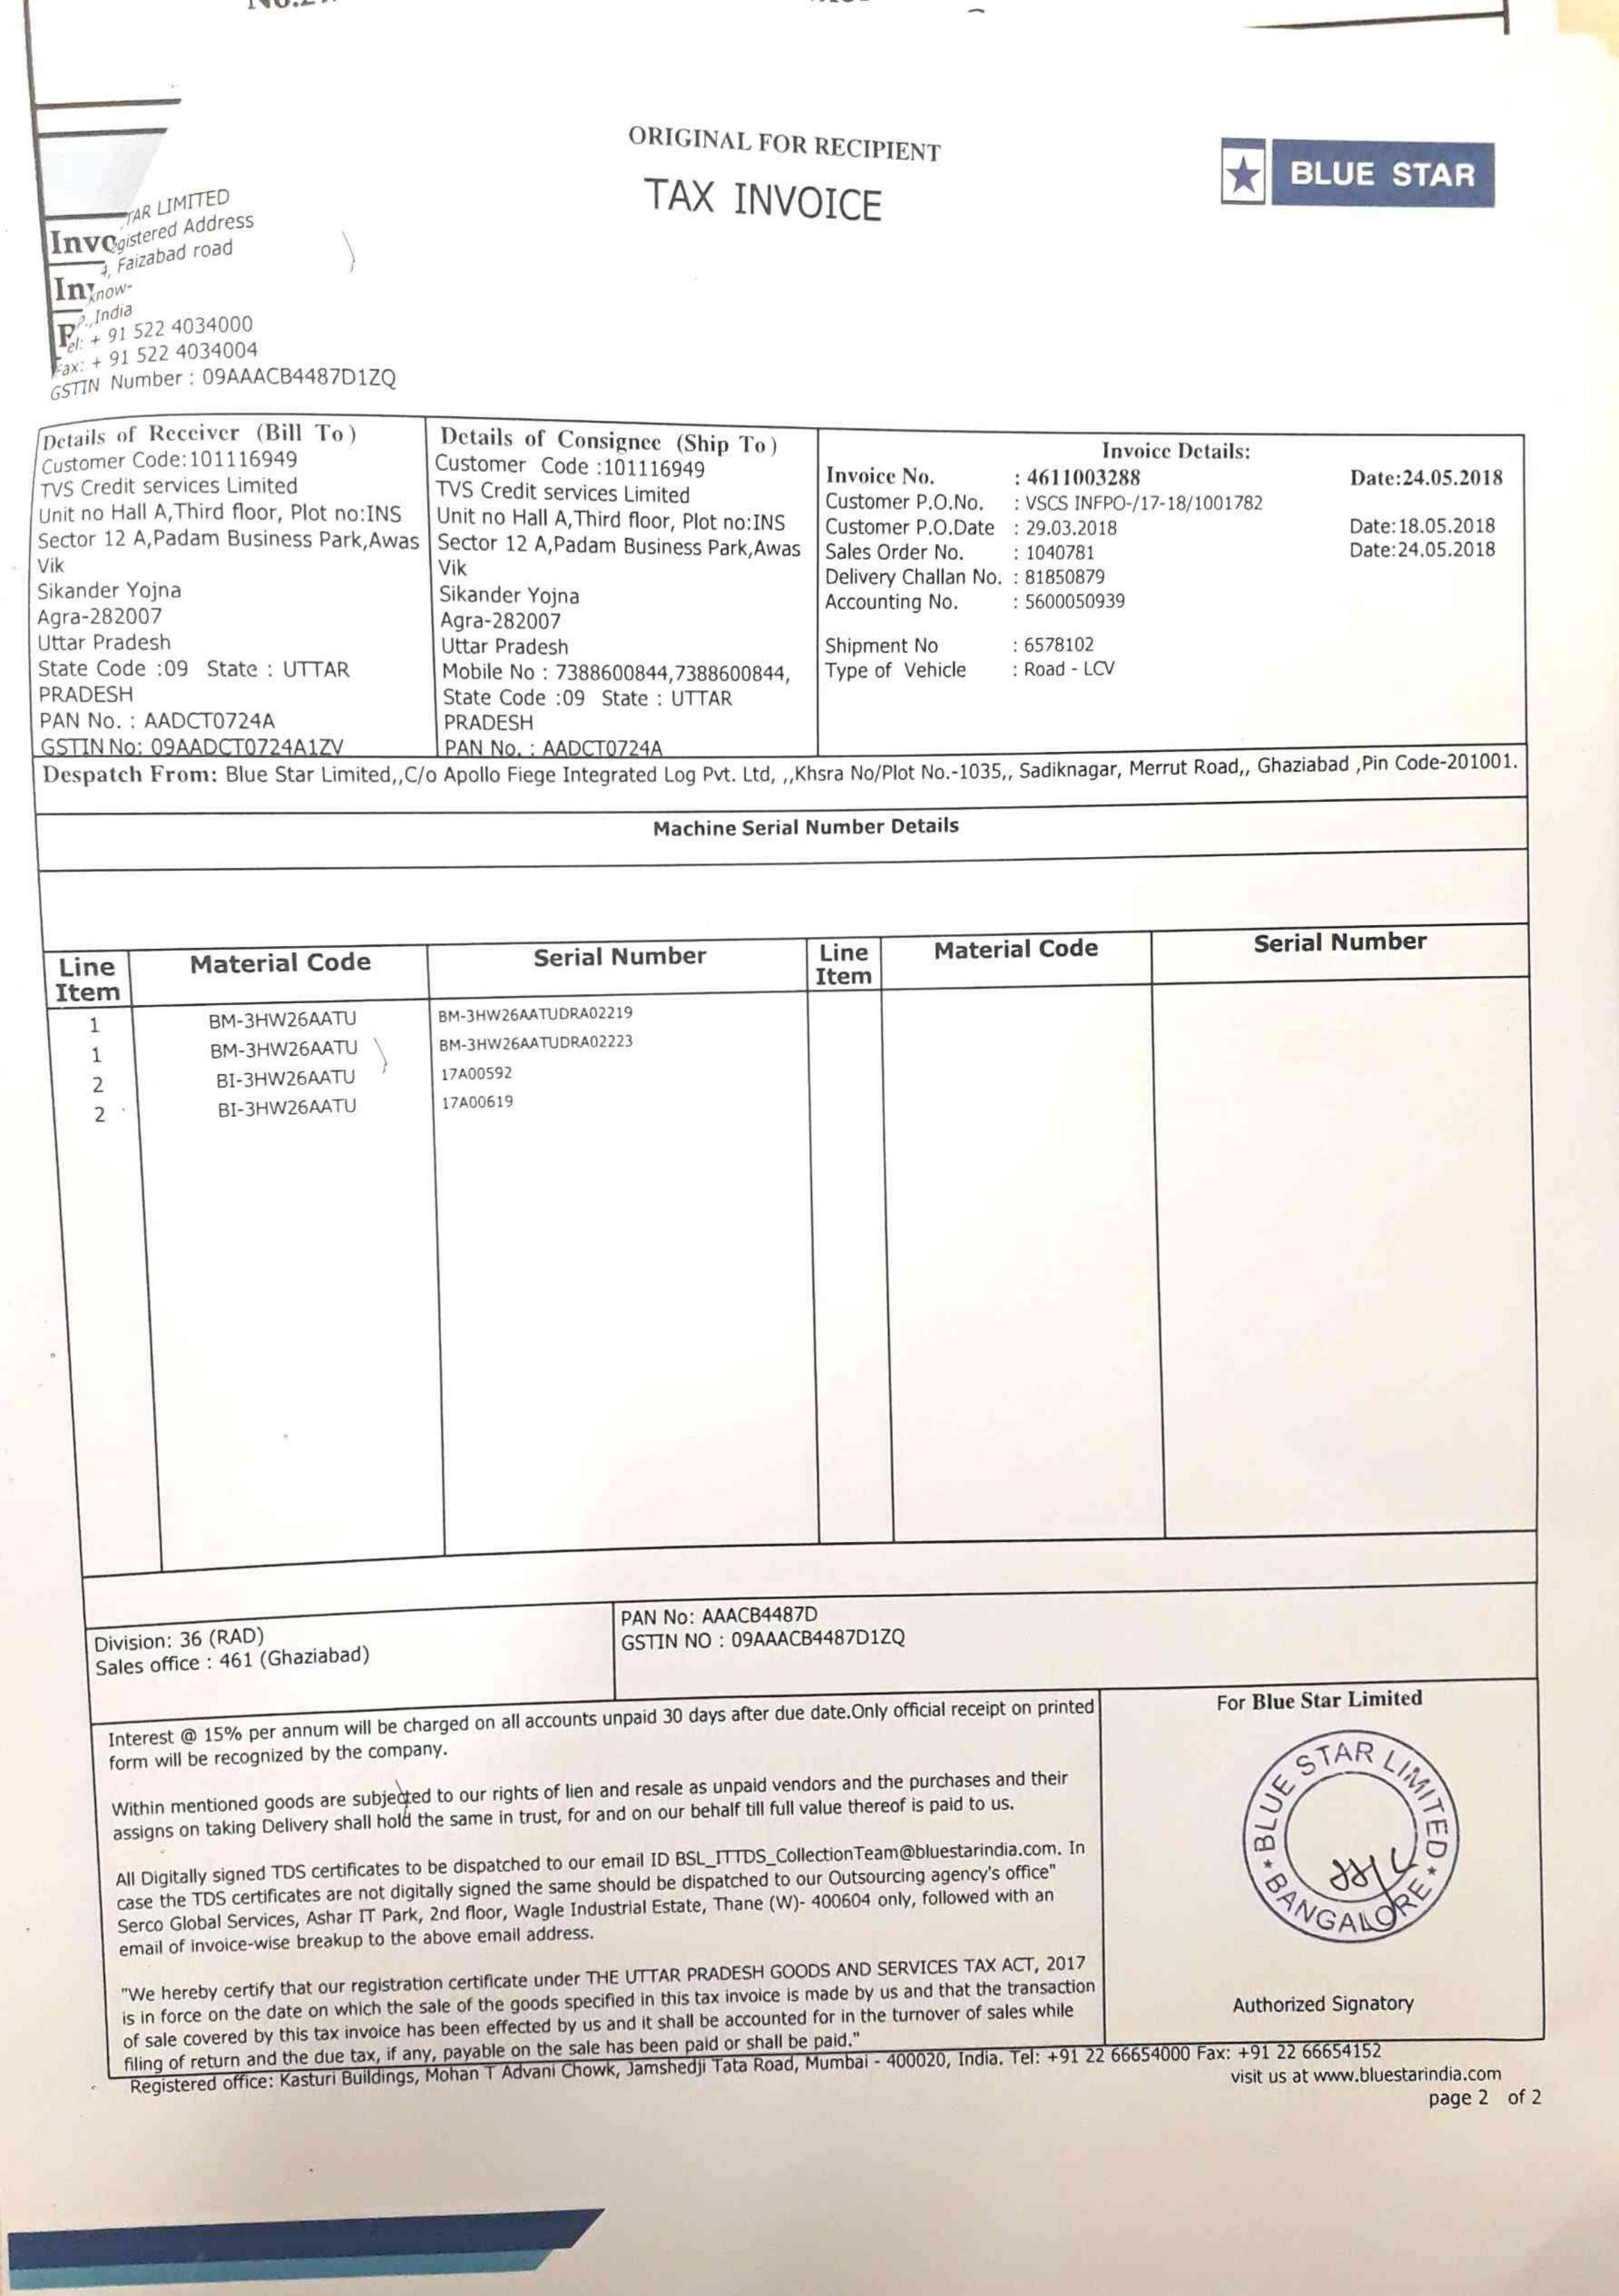 ORIGINAL FOR RECIPIENT
TAX INVOICE
BLUE STAR
LIMITED
Address
Faizabad road
India
+ 91 522 4034000
+ 91 522 4034004
GSTIN Number : 09AAACB4487D1ZQ
Details of Receiver (Bill To)
Customer Code:101116949
TVS Credit services Limited
Unit no Hall A,Third floor, Plot no:INS
Sector 12 A,Padam Business Park,Awas
Vik
Sikander Yojna
Agra-282007
Uttar Pradesh
State Code :09 State : UTTAR
PRADESH
PAN No. : AADCT0724A
GSTIN No: 09AADCT0724A1ZV
Details of Consignee (Ship To)
Customer Code :101116949
TVS Credit services Limited
Unit no Hall A,Third floor, Plot no:INS
Sector 12 A,Padam Business Park,Awas
Vik
Sikander Yojna
Agra-282007
Uttar Pradesh
Mobile No : 7388600844,7388600844,
State Code :09 State : UTTAR
PRADESH
PAN No. : AADCT0724A
Invoice Details:
Invoice No. : 4611003288 Date:24.05.2018
Customer P.O.No. : VSCS INFPO-/17-18/1001782
Customer P.O.Date : 29.03.2018 Date:18.05.2018
Sales Order No. : 1040781 Date:24.05.2018
Delivery Challan No. : 81850879
Accounting No. : 5600050939
Shipment No : 6578102
Type of Vehicle : Road - LCV
Despatch From: Blue Star Limited,,C/o Apollo Fiege Integrated Log Pvt. Ltd, ,,Khsra No/Plot No.-1035,, Sadiknagar, Merrut Road,, Ghaziabad ,Pin Code-201001.
Machine Serial Number Details
Line Item Material Code Serial Number Line Item Material Code Serial Number
1 BM-3HW26AATU BM-3HW26AATUDRA02219
1 BM-3HW26AATU BM-3HW26AATUDRA02223
2 BI-3HW26AATU 17A00592
2 BI-3HW26AATU 17A00619
Division: 36 (RAD)
Sales office : 461 (Ghaziabad)
PAN No: AAACB4487D
GSTIN NO : 09AAACB4487D1ZQ
Interest @ 15% per annum will be charged on all accounts unpaid 30 days after due date.Only official receipt on printed
form will be recognized by the company.
Within mentioned goods are subjected to our rights of lien and resale as unpaid vendors and the purchases and their
assigns on taking Delivery shall hold the same in trust, for and on our behalf till full value thereof is paid to us.
All Digitally signed TDS certificates to be dispatched to our email ID BSL_ITTDS_CollectionTeam@bluestarindia.com. In
case the TDS certificates are not digitally signed the same should be dispatched to our Outsourcing agency's office"
Serco Global Services, Ashar IT Park, 2nd floor, Wagle Industrial Estate, Thane (W)- 400604 only, followed with an
email of invoice-wise breakup to the above email address.
"We hereby certify that our registration certificate under THE UTTAR PRADESH GOODS AND SERVICES TAX ACT, 2017
is in force on the date on which the sale of the goods specified in this tax invoice is made by us and that the transaction
of sale covered by this tax invoice has been effected by us and it shall be accounted for in the turnover of sales while
filing of return and the due tax, if any, payable on the sale has been paid or shall be paid."
For Blue Star Limited
BLUE STAR LIMITED
BANGALORE
Authorized Signatory
Registered office: Kasturi Buildings, Mohan T Advani Chowk, Jamshedji Tata Road, Mumbai - 400020, India. Tel: +91 22 66654000 Fax: +91 22 66654152
visit us at www.bluestarindia.com
page 2 of 2